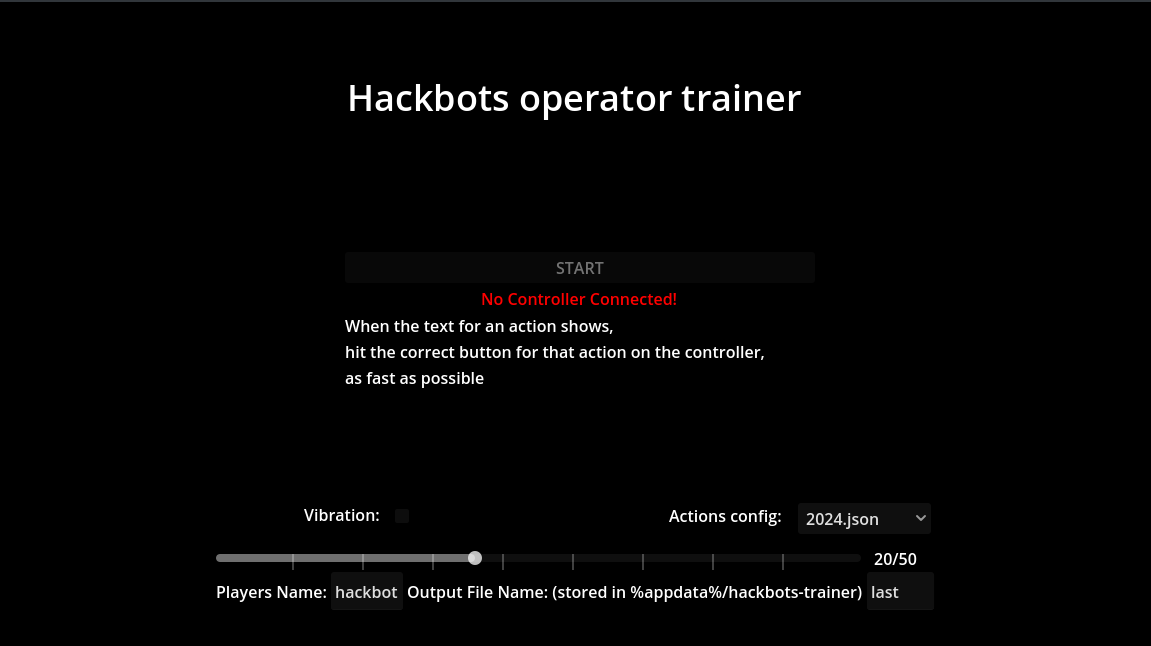 Hackbots operator trainer
START
No Controller Connected!
When the text for an action shows,
hit the correct button for that action on the controller,
as fast as possible
Vibration:
Actions config: 2024.json
20/50
Players Name: hackbot Output File Name: (stored in %appdata%/hackbots-trainer) last